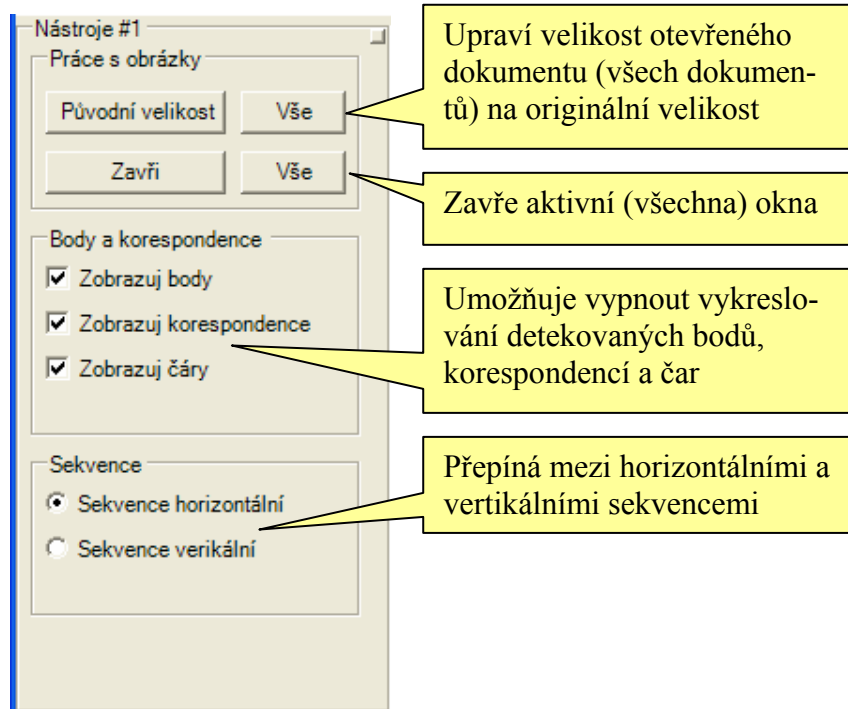 Nástroje #1
Práce s obrázky
Původní velikost Vše
Zavři Vše
Body a korespondence
Zobrazuj body
Zobrazuj korespondence
Zobrazuj čáry
Sekvence
Sekvence horizontální
Sekvence verikální
Upraví velikost otevřeného
dokumentu (všech dokumen-
tů) na originální velikost
Zavře aktivní (všechna) okna
Umožňuje vypnout vykreslo-
vání detekovaných bodů,
korespondencí a čar
Přepíná mezi horizontálními a
vertikálními sekvencemi